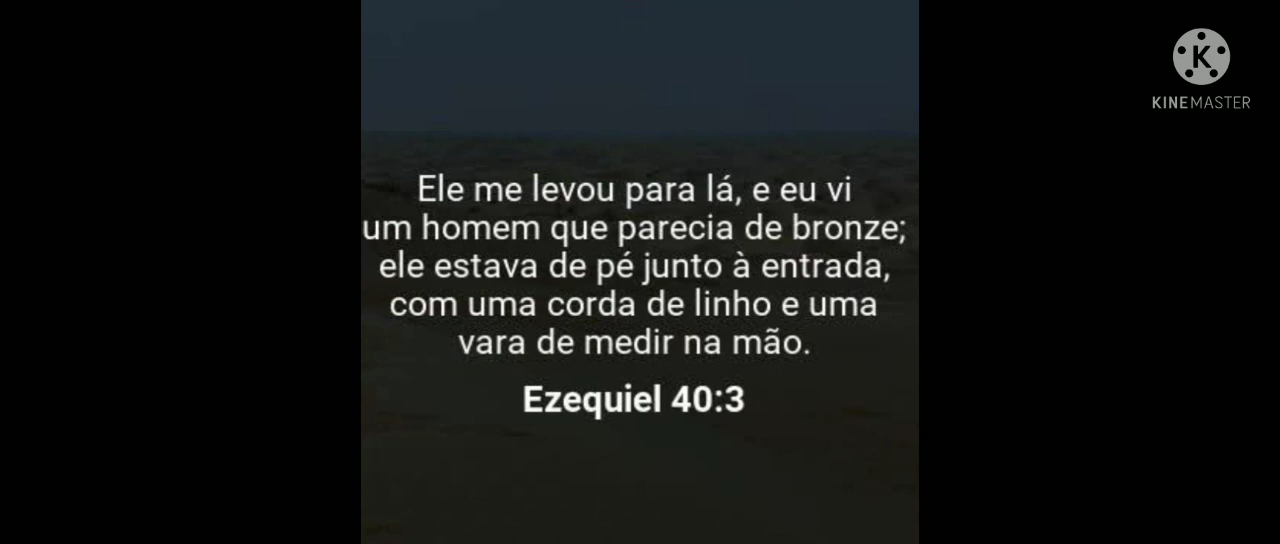 Ele me levou para lá, e eu vi
um homem que parecia de bronze;
ele estava de pé junto à entrada,
com uma corda de linho e uma
vara de medir na mão.
Ezequiel 40:3
K
KINEMASTER